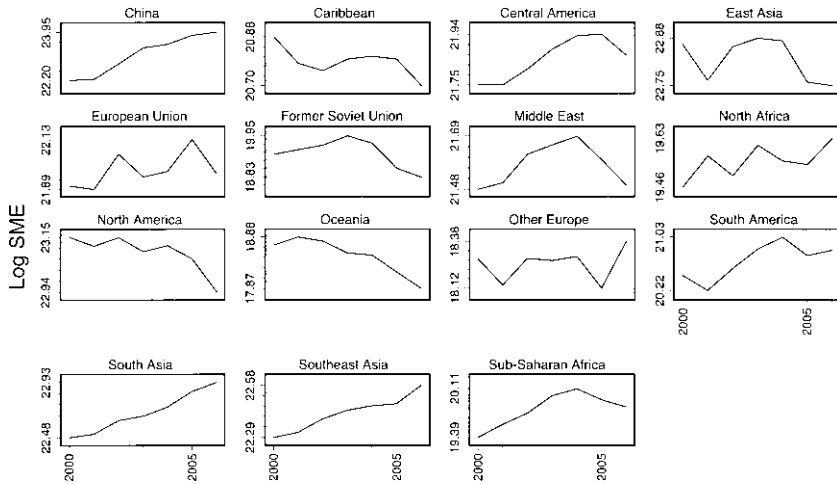 China
Caribbean
Central America
East Asia
23.95
22.20
20.88
20.70
21.94
21.75
22.88
22.75
European Union
Former Soviet Union
Middle East
North Africa
22.13
21.89
19.95
18.83
21.69
21.48
19.63
19.46
North America
Oceania
Other Europe
South America
23.15
22.94
18.88
17.87
18.36
18.12
21.03
20.22
Log SME
2000
2005
South Asia
Southeast Asia
Sub-Saharan Africa
22.93
22.48
22.58
22.29
20.11
19.39
2000
2005
2000
2005